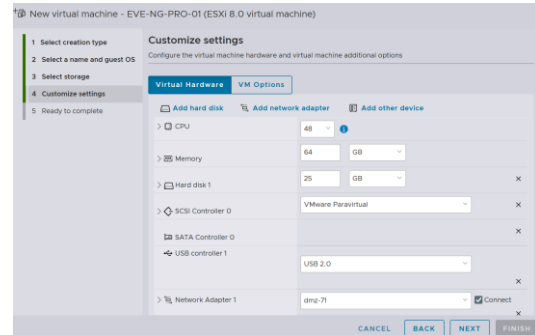 New virtual machine - EVE-NG-PRO-01 (ESXi 8.0 virtual machine)
1 Select creation type
2 Select a name and guest OS
3 Select storage
4 Customize settings
5 Ready to complete
Customize settings
Configure the virtual machine hardware and virtual machine additional options
Virtual Hardware VM Options
Add hard disk Add network adapter Add other device
CPU 48
Memory 64 GB
Hard disk 1 25 GB
SCSI Controller 0 VMware Paravirtual
SATA Controller 0
USB controller 1
USB 2.0
Network Adapter 1 dmz-71 Connect
CANCEL BACK NEXT FINISH